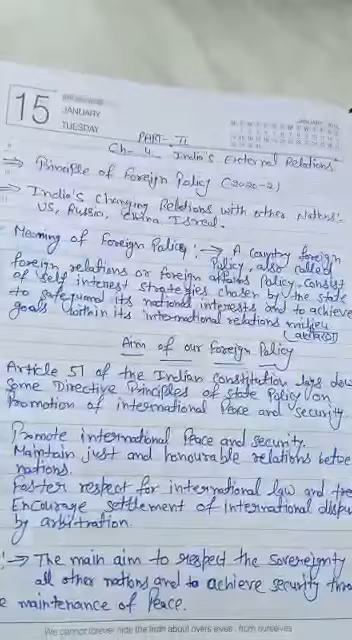 15
JANUARY
TUESDAY
JANUARY
PART- II
Ch- 4 India's External Relations
⇒ Principle of Foreign Policy (2020-21)
⇒ India's Changing Relations with other Nations:-
US, Russia, China, Isreal.
Meaning of Foreign Policy :→ A country foreign
Policy, also called
foreign relations or foreign affairs Policy, consist
of self interest strategies chosen by the state
to safeguard its national interests and to achieve
goals within its international relations milieu
Aim of our Foreign Policy
Article 51 of the Indian constitution lays dow
Some Directive Principles of State Policy on
Promotion of international Peace and security.
Promote international Peace and security.
Maintain just and honourable relations betwe
nations.
Foster respect for international law and tre
Encourage settlement of international dispu
by arbitration.
:→ The main aim to respect the sovereignty
all other nations and to achieve security thro
e maintenance of Peace.
We cannot forever hide the truth about ourselves, from ourselves